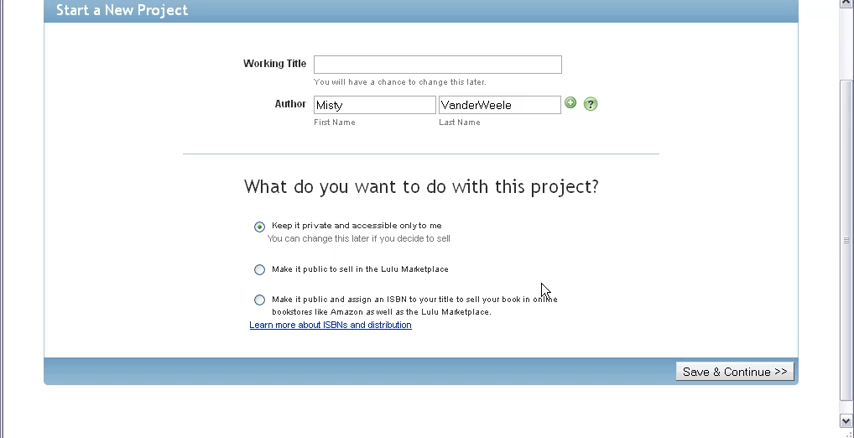 Start a New Project
Working Title
You will have a chance to change this later.
Author Misty VanderWeele
First Name Last Name
What do you want to do with this project?
Keep it private and accessible only to me
You can change this later if you decide to sell
Make it public to sell in the Lulu Marketplace
Make it public and assign an ISBN to your title to sell your book in online
bookstores like Amazon as well as the Lulu Marketplace.
Learn more about ISBNs and distribution
Save & Continue >>